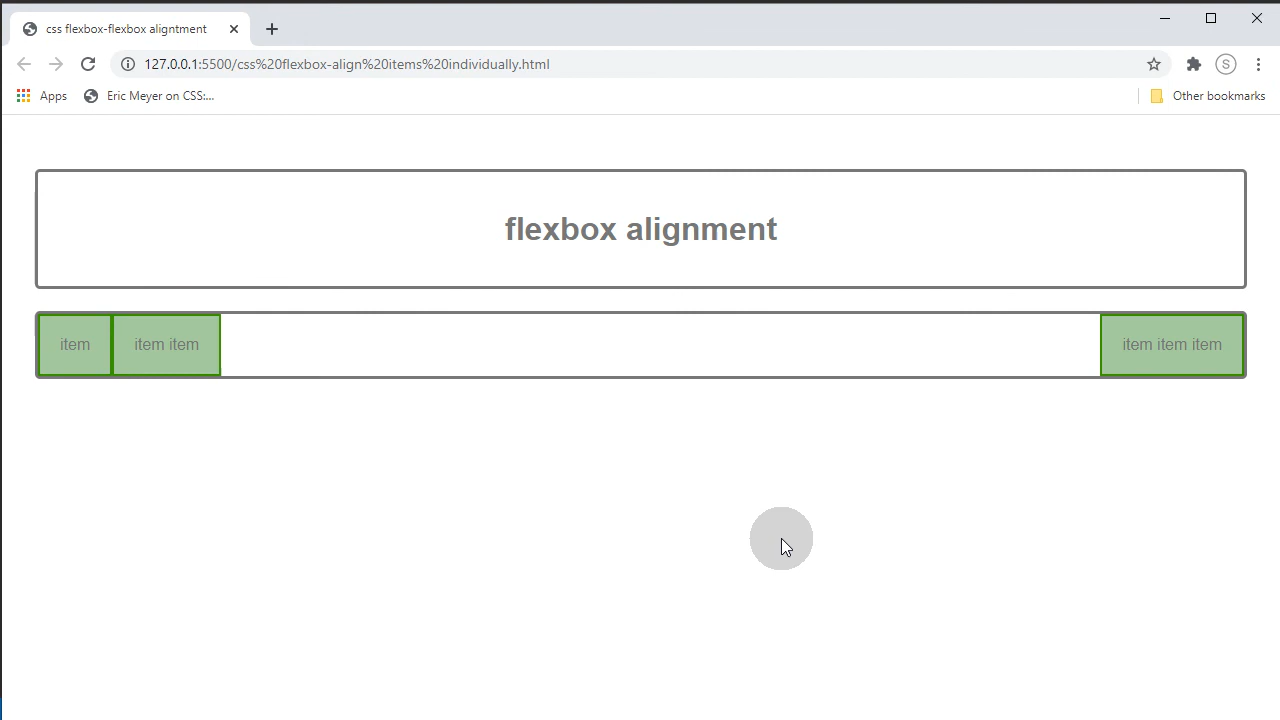 css flexbox-flexbox aligntment
127.0.0.1:5500/css%20flexbox-align%20items%20individually.html
S
Apps
Eric Meyer on CSS:...
Other bookmarks
flexbox alignment
item
item item
item item item